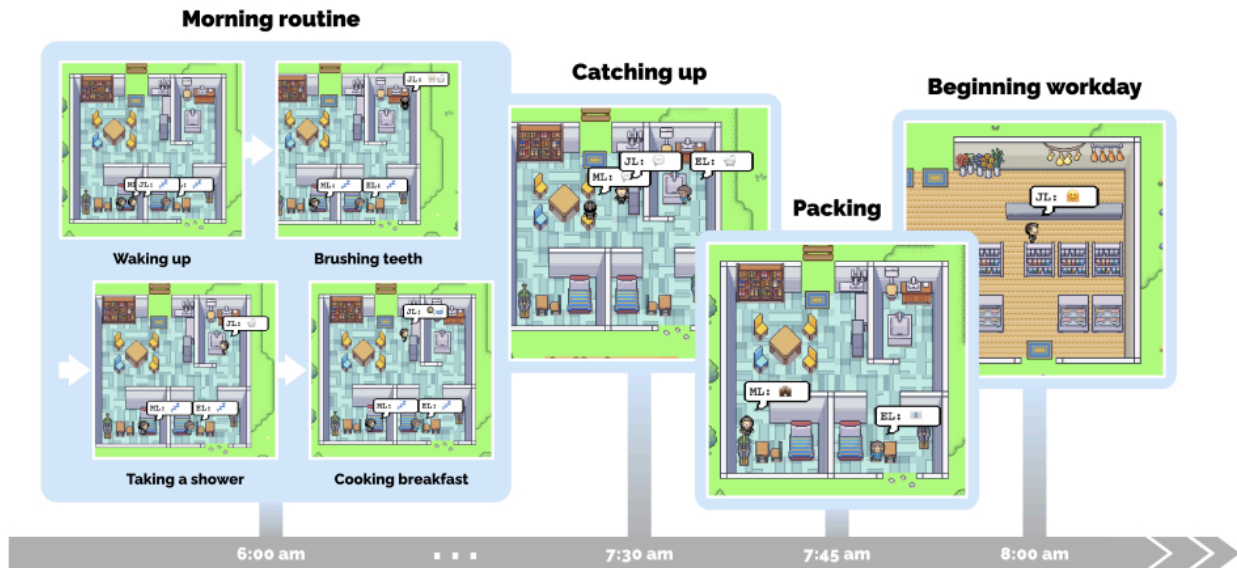 Morning routine
Waking up
JL:
Brushing teeth
ML:
EL:
JL:
Taking a shower
ML:
EL:
JL:
Cooking breakfast
ML:
EL:
Catching up
JL:
EL:
ML:
Packing
ML:
EL:
Beginning workday
JL:
6:00 am
...
7:30 am
7:45 am
8:00 am